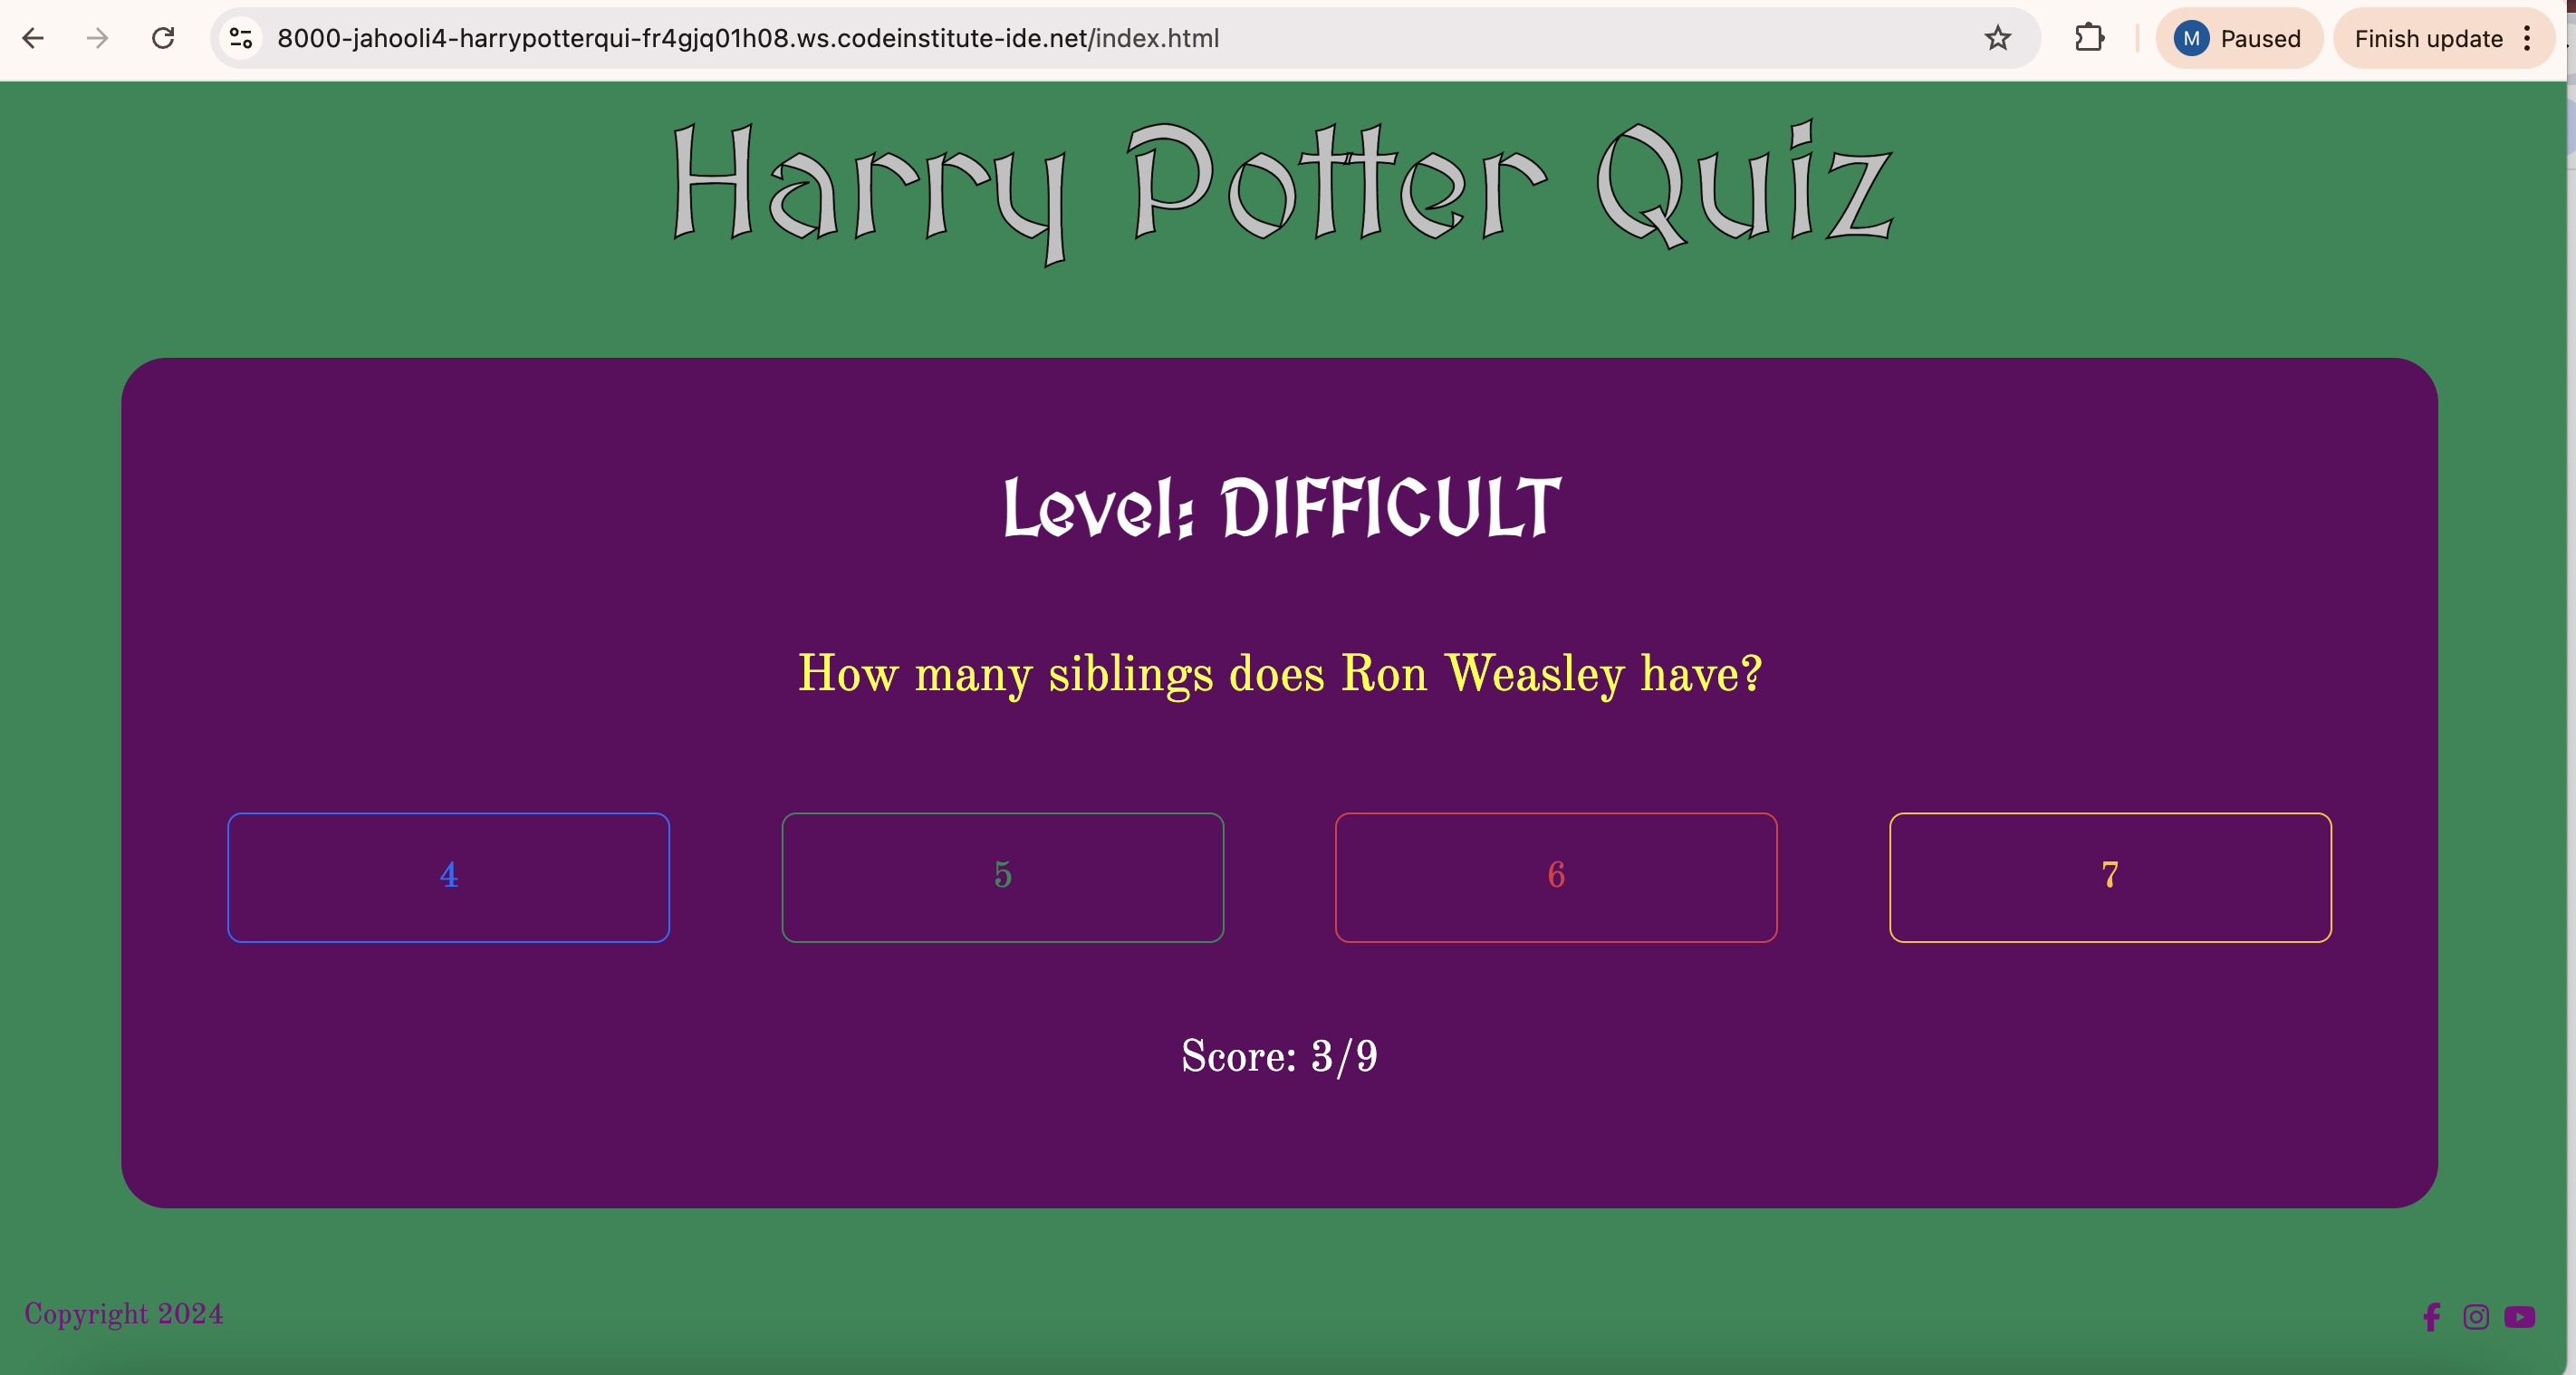 8000-jahooli4-harrypotterqui-fr4gjq01h08.ws.codeinstitute-ide.net/index.html
M Paused
Finish update
Harry Potter Quiz
Level: DIFFICULT
How many siblings does Ron Weasley have?
4
5
6
7
Score: 3/9
Copyright 2024